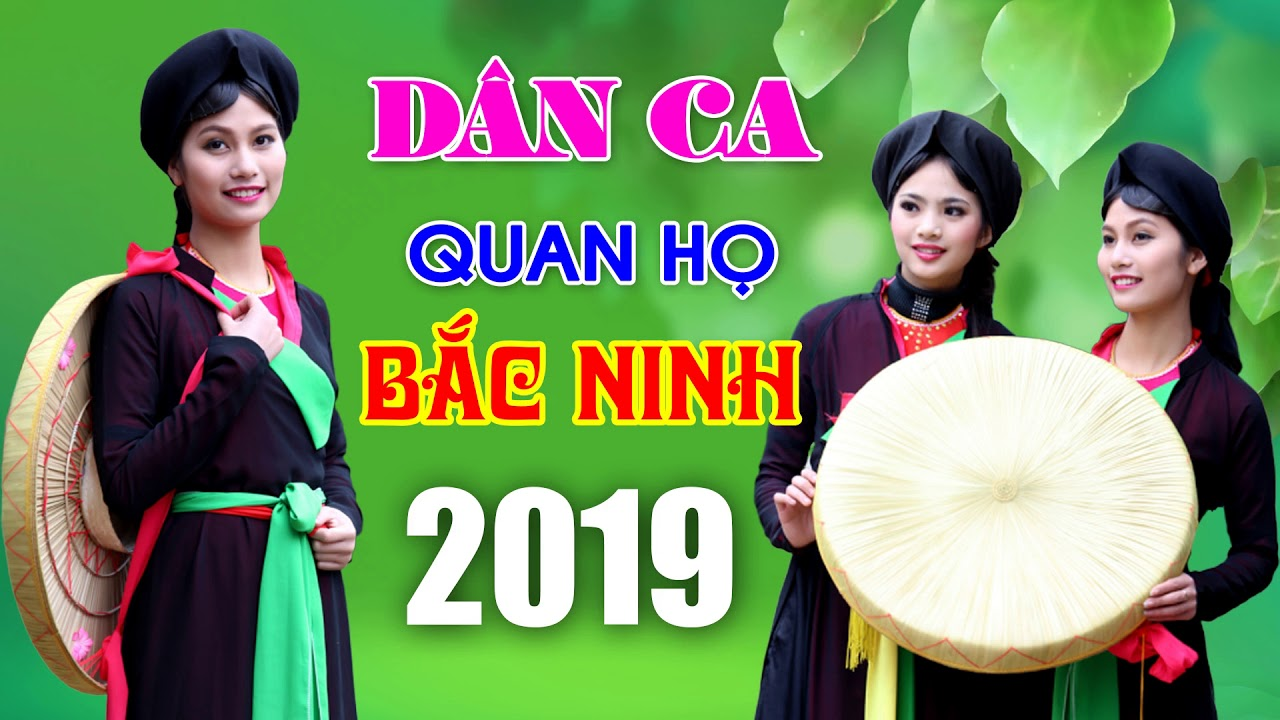 DÂN CA
QUAN HỌ
BẮC NINH
2019